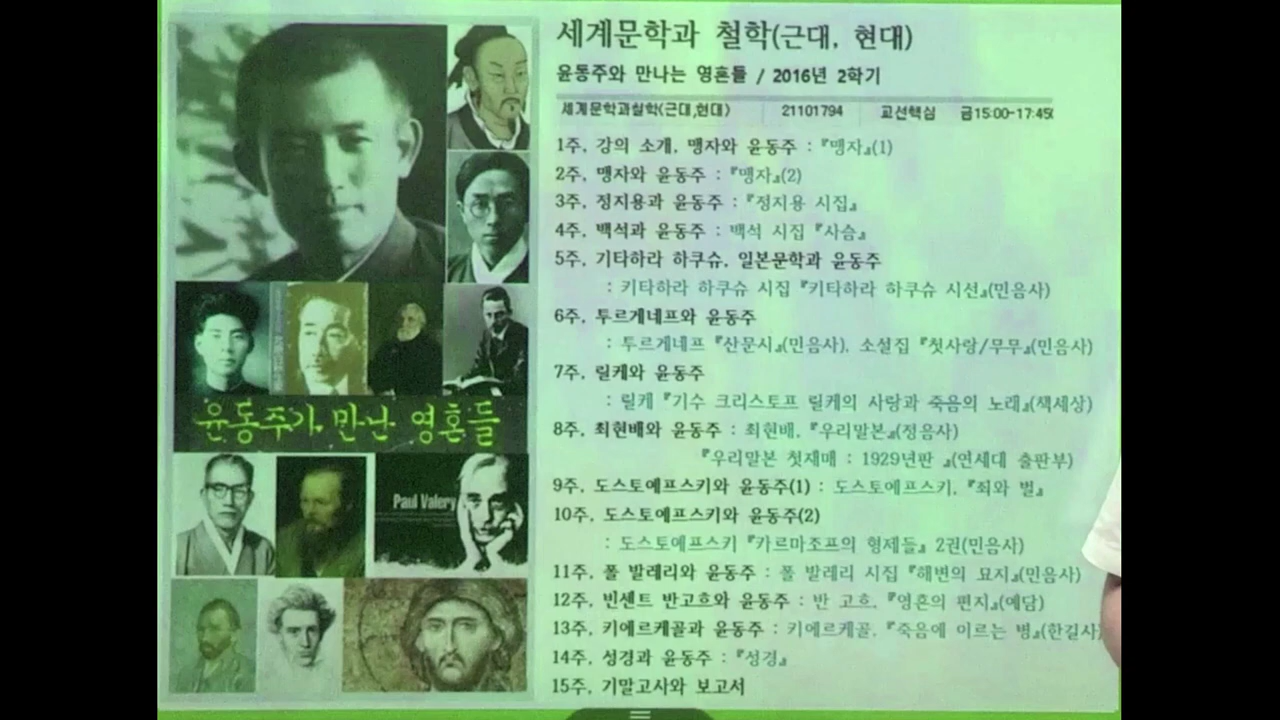 세계문학과 철학(근대, 현대)
윤동주와 만나는 영혼들 / 2016년 2학기
세계문학과철학(근대,현대) 21101794 교선핵심 금15:00-17:450
1주, 강의 소개, 맹자와 윤동주 : 『맹자』(1)
2주, 맹자와 윤동주 : 『맹자』(2)
3주, 정지용과 윤동주 : 『정지용 시집』
4주, 백석과 윤동주 : 백석 시집 『사슴』
5주, 기타하라 하쿠슈, 일본문학과 윤동주
: 키타하라 하쿠슈 시집 『키타하라 하쿠슈 시선』(민음사)
6주, 투르게네프와 윤동주
: 투르게네프 『산문시』(민음사), 소설집 『첫사랑/무무』(민음사)
7주, 릴케와 윤동주
: 릴케 『기수 크리스토프 릴케의 사랑과 죽음의 노래』(책세상)
8주, 최현배와 윤동주 : 최현배, 『우리말본』(정음사)
『우리말본 첫재매 : 1929년판 』(연세대 출판부)
9주, 도스토예프스키와 윤동주(1) : 도스토예프스키, 『죄와 벌』
10주, 도스토예프스키와 윤동주(2)
: 도스토예프스키 『카르마조프의 형제들』 2권(민음사)
11주, 폴 발레리와 윤동주 : 폴 발레리 시집 『해변의 묘지』(민음사)
12주, 빈센트 반고흐와 윤동주 : 반 고흐, 『영혼의 편지』(예담)
13주, 키에르케골과 윤동주 : 키에르케골, 『죽음에 이르는 병』(한길사)
14주, 성경과 윤동주 : 『성경』
15주, 기말고사와 보고서
윤동주가 만난 영혼들
Paul Valery